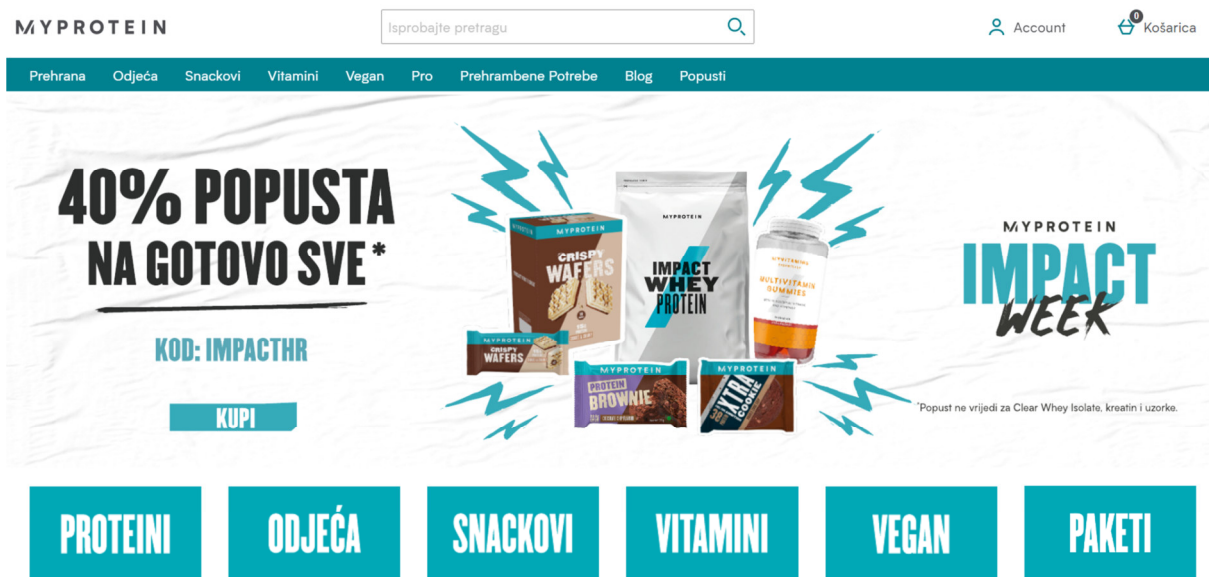 MYPROTEIN
Isprobajte pretragu
Account
0
Košarica
Prehrana Odjeća Snackovi Vitamini Vegan Pro Prehrambene Potrebe Blog Popusti
40% POPUSTA
NA GOTOVO SVE*
KOD: IMPACTHR
KUPI
MYPROTEIN
CRISPY
WAFERS
MYPROTEIN
CRISPY
WAFERS
MYPROTEIN
IMPACT
WHEY
PROTEIN
MYVITAMINS
MULTIVITAMIN
GUMMIES
MYPROTEIN
PROTEIN
BROWNIE
MYPROTEIN
XTRA
COOKIE
MYPROTEIN
IMPACT
WEEK
*Popust ne vrijedi za Clear Whey Isolate, kreatin i uzorke.
PROTEINI
ODJEĆA
SNACKOVI
VITAMINI
VEGAN
PAKETI